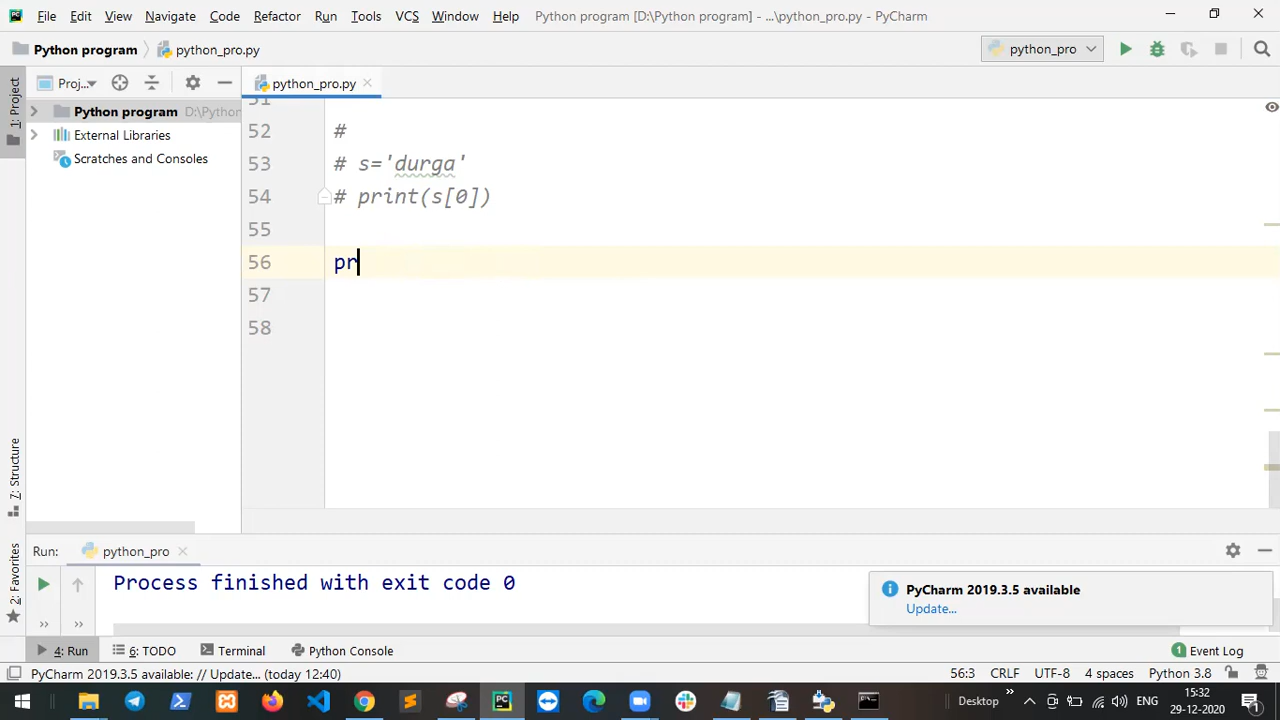 File Edit View Navigate Code Refactor Run Tools VCS Window Help Python program [D:\Python program] - ...\python_pro.py - PyCharm
Python program python_pro.py python_pro
1: Project Proj... python_pro.py
Python program D:\Python
External Libraries
Scratches and Consoles
51
52 #
53 # s='durga'
54 # print(s[0])
55
56 pr
57
58
7: Structure
2: Favorites
Run: python_pro
Process finished with exit code 0
PyCharm 2019.3.5 available
Update...
4: Run 6: TODO Terminal Python Console 1 Event Log
PyCharm 2019.3.5 available: // Update... (today 12:40) 56:3 CRLF UTF-8 4 spaces Python 3.8
Desktop ENG 15:32
29-12-2020 1